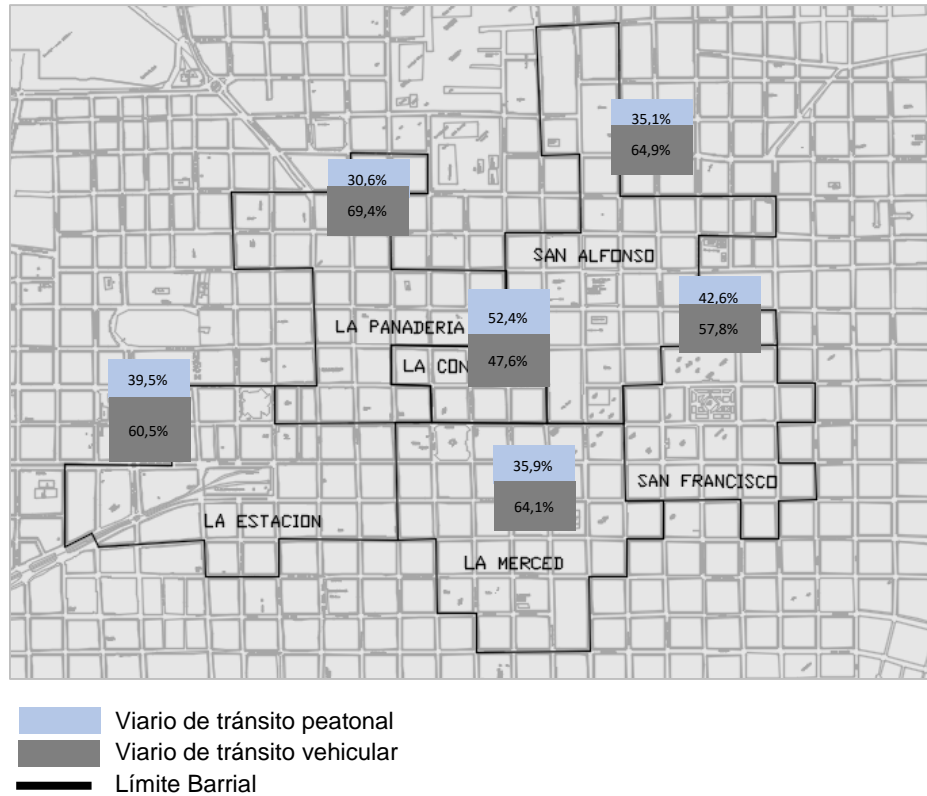 35,1%
64,9%
30,6%
69,4%
SAN ALFONSO
42,6%
57,8%
52,4%
47,6%
LA PANADERIA
LA CON
39,5%
60,5%
35,9%
64,1%
SAN FRANCISCO
LA ESTACION
LA MERCED
Viario de tránsito peatonal
Viario de tránsito vehicular
Límite Barrial